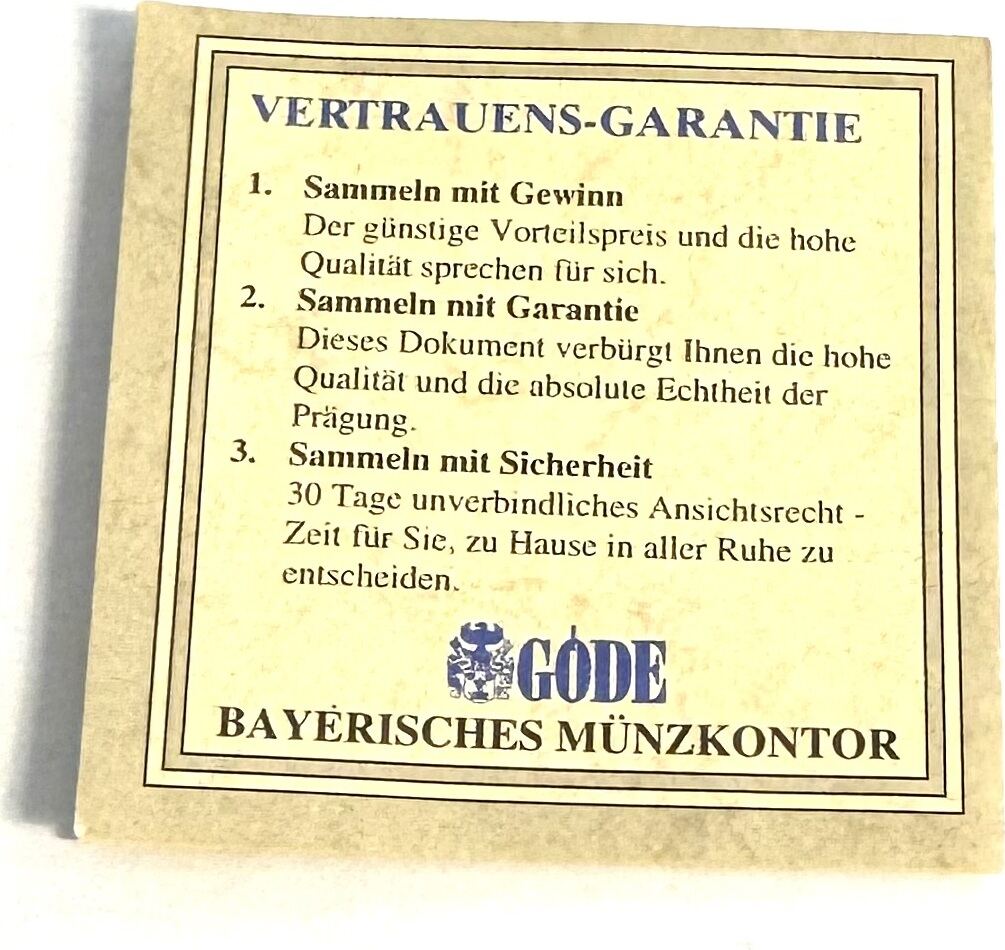 VERTRAUENS-GARANTIE
1. Sammeln mit Gewinn
Der günstige Vorteilspreis und die hohe
Qualität sprechen für sich.
2. Sammeln mit Garantie
Dieses Dokument verbürgt Ihnen die hohe
Qualität und die absolute Echtheit der
Prägung.
3. Sammeln mit Sicherheit
30 Tage unverbindliches Ansichtsrecht -
Zeit für Sie, zu Hause in aller Ruhe zu
entscheiden.
GÖDE
BAYERISCHES MÜNZKONTOR